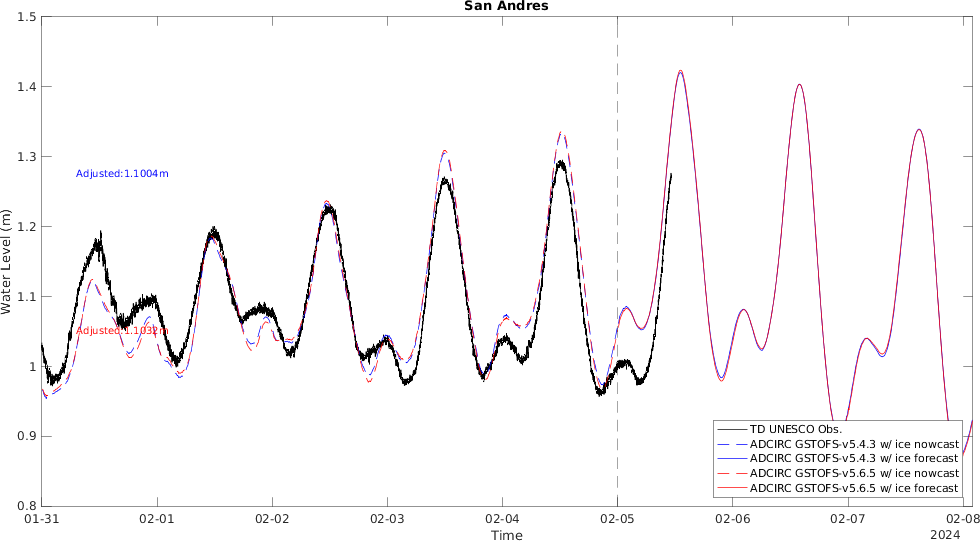 San Andres
1.5
1.4
1.3
1.2
1.1
1
0.9
0.8
Water Level (m)
Adjusted:1.1004m
Adjusted:1.1032m
TD UNESCO Obs.
ADCIRC GSTOFS-v5.4.3 w/ ice nowcast
ADCIRC GSTOFS-v5.4.3 w/ ice forecast
ADCIRC GSTOFS-v5.6.5 w/ ice nowcast
ADCIRC GSTOFS-v5.6.5 w/ ice forecast
01-31 02-01 02-02 02-03 02-04 02-05 02-06 02-07 02-08
Time
2024